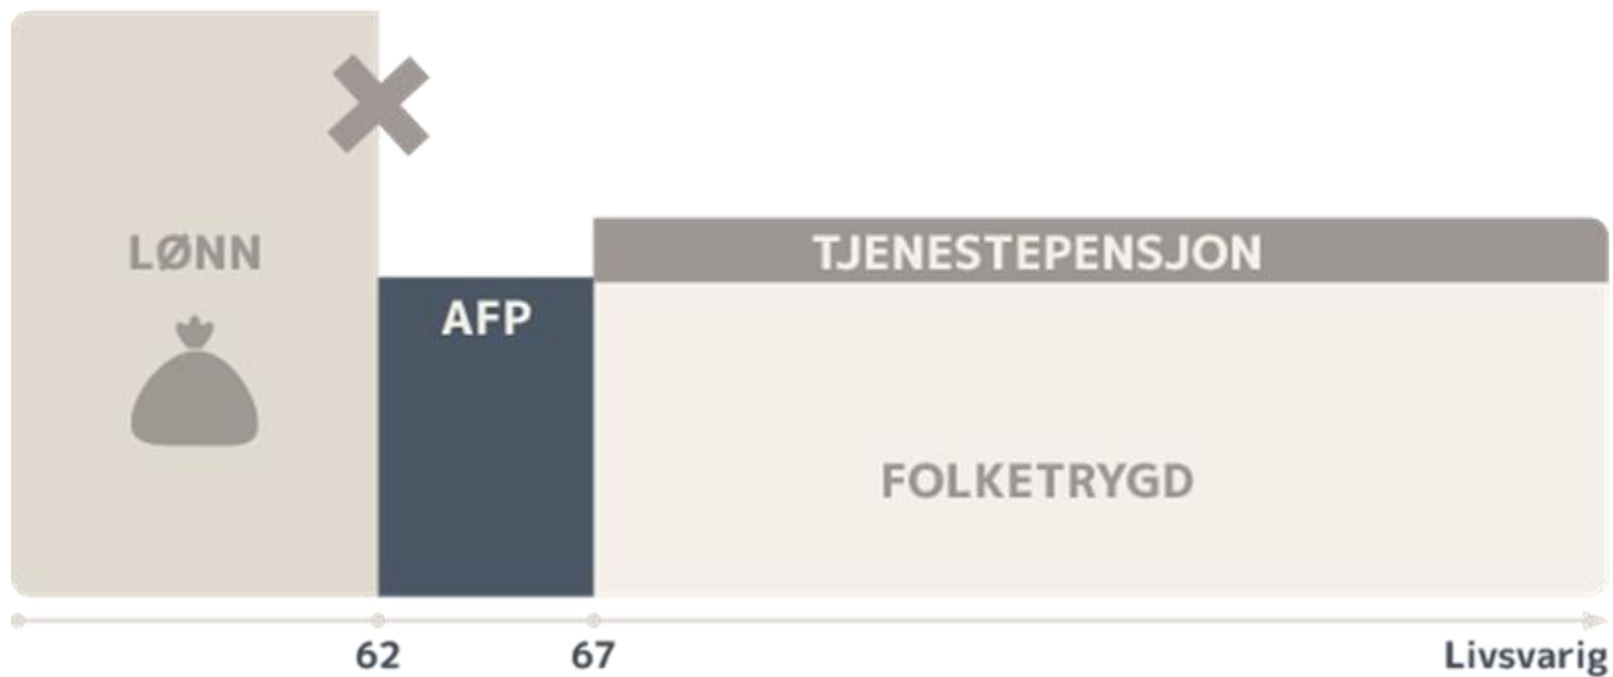 LØNN
TJENESTEPENSJON
AFP
FOLKETRYGD
62
67
Livsvarig